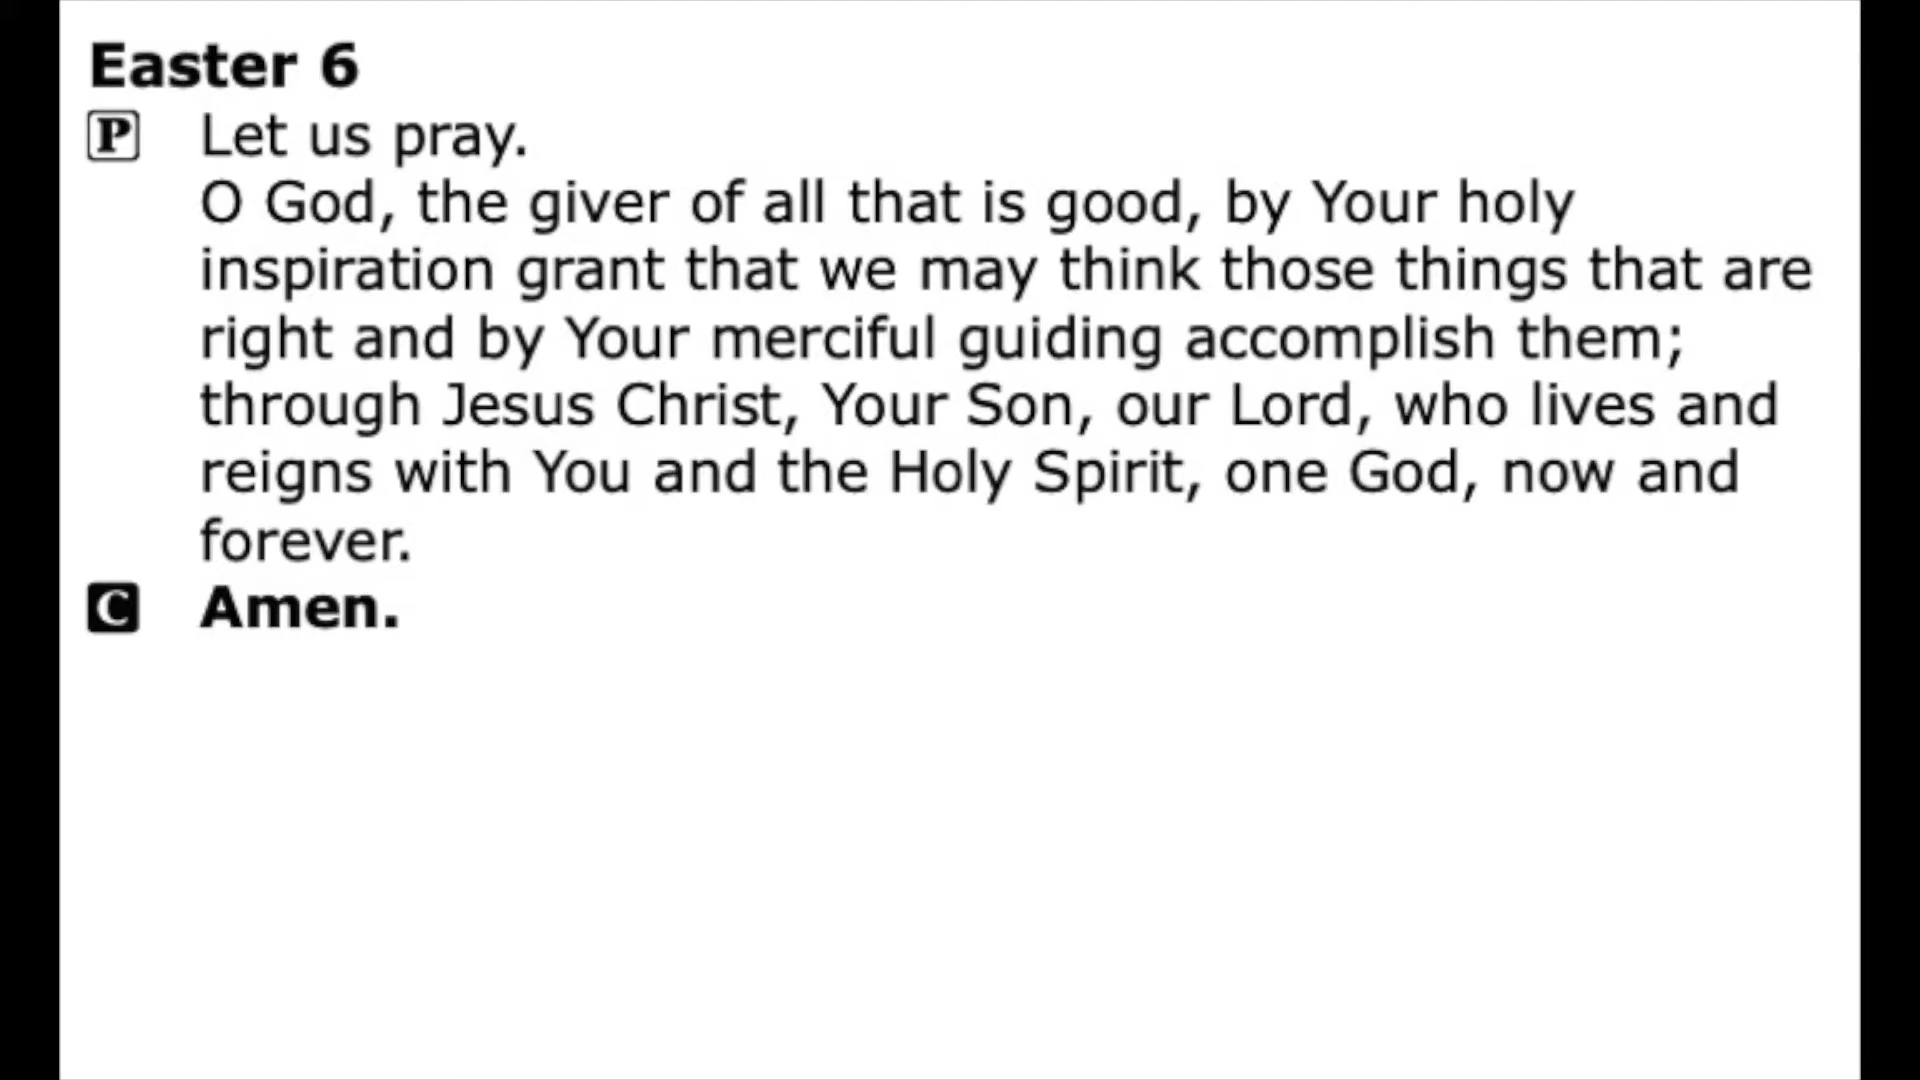 Easter 6
P Let us pray.
O God, the giver of all that is good, by Your holy
inspiration grant that we may think those things that are
right and by Your merciful guiding accomplish them;
through Jesus Christ, Your Son, our Lord, who lives and
reigns with You and the Holy Spirit, one God, now and
forever.
C Amen.